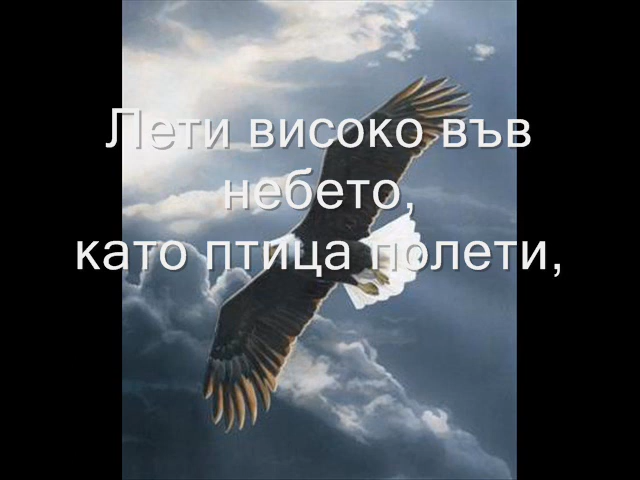 Лети високо във
небето,
като птица полети,